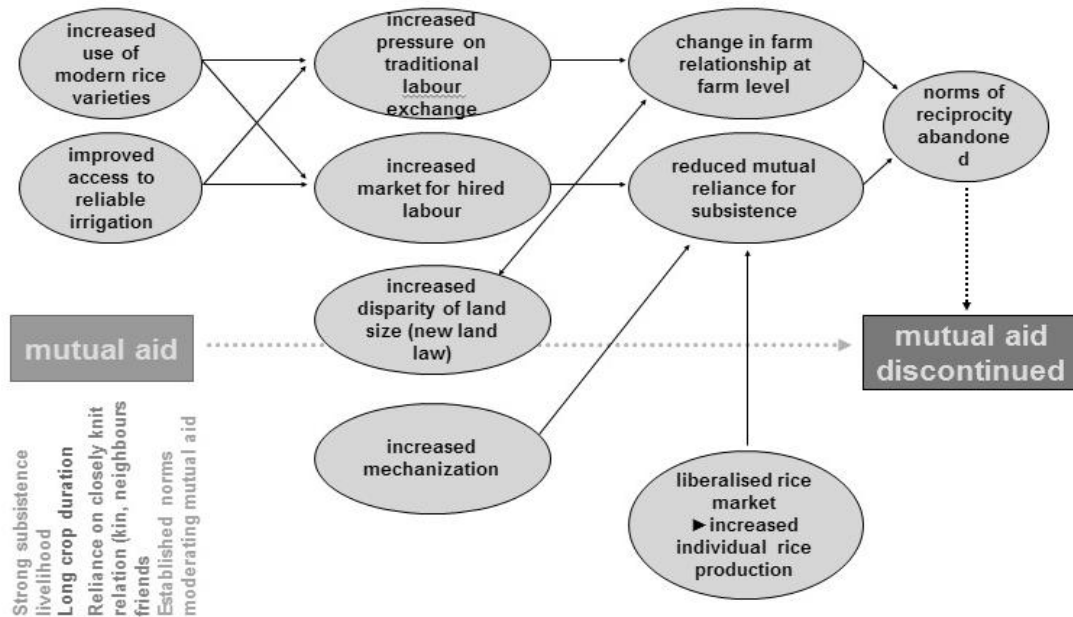 increased
use of
modern rice
varieties
increased
pressure on
traditional
labour
exchange
change in farm
relationship at
farm level
norms of
reciprocity
abandone
d
improved
access to
reliable
irrigation
increased
market for hired
labour
reduced mutual
reliance for
subsistence
increased
disparity of land
size (new land
law)
mutual aid
mutual aid
discontinued
increased
mechanization
liberalised rice
market
►increased
individual rice
production
Strong subsistence
livelihood
Long crop duration
Reliance on closely knit
relation (kin, neighbours
friends
Established norms
moderating mutual aid